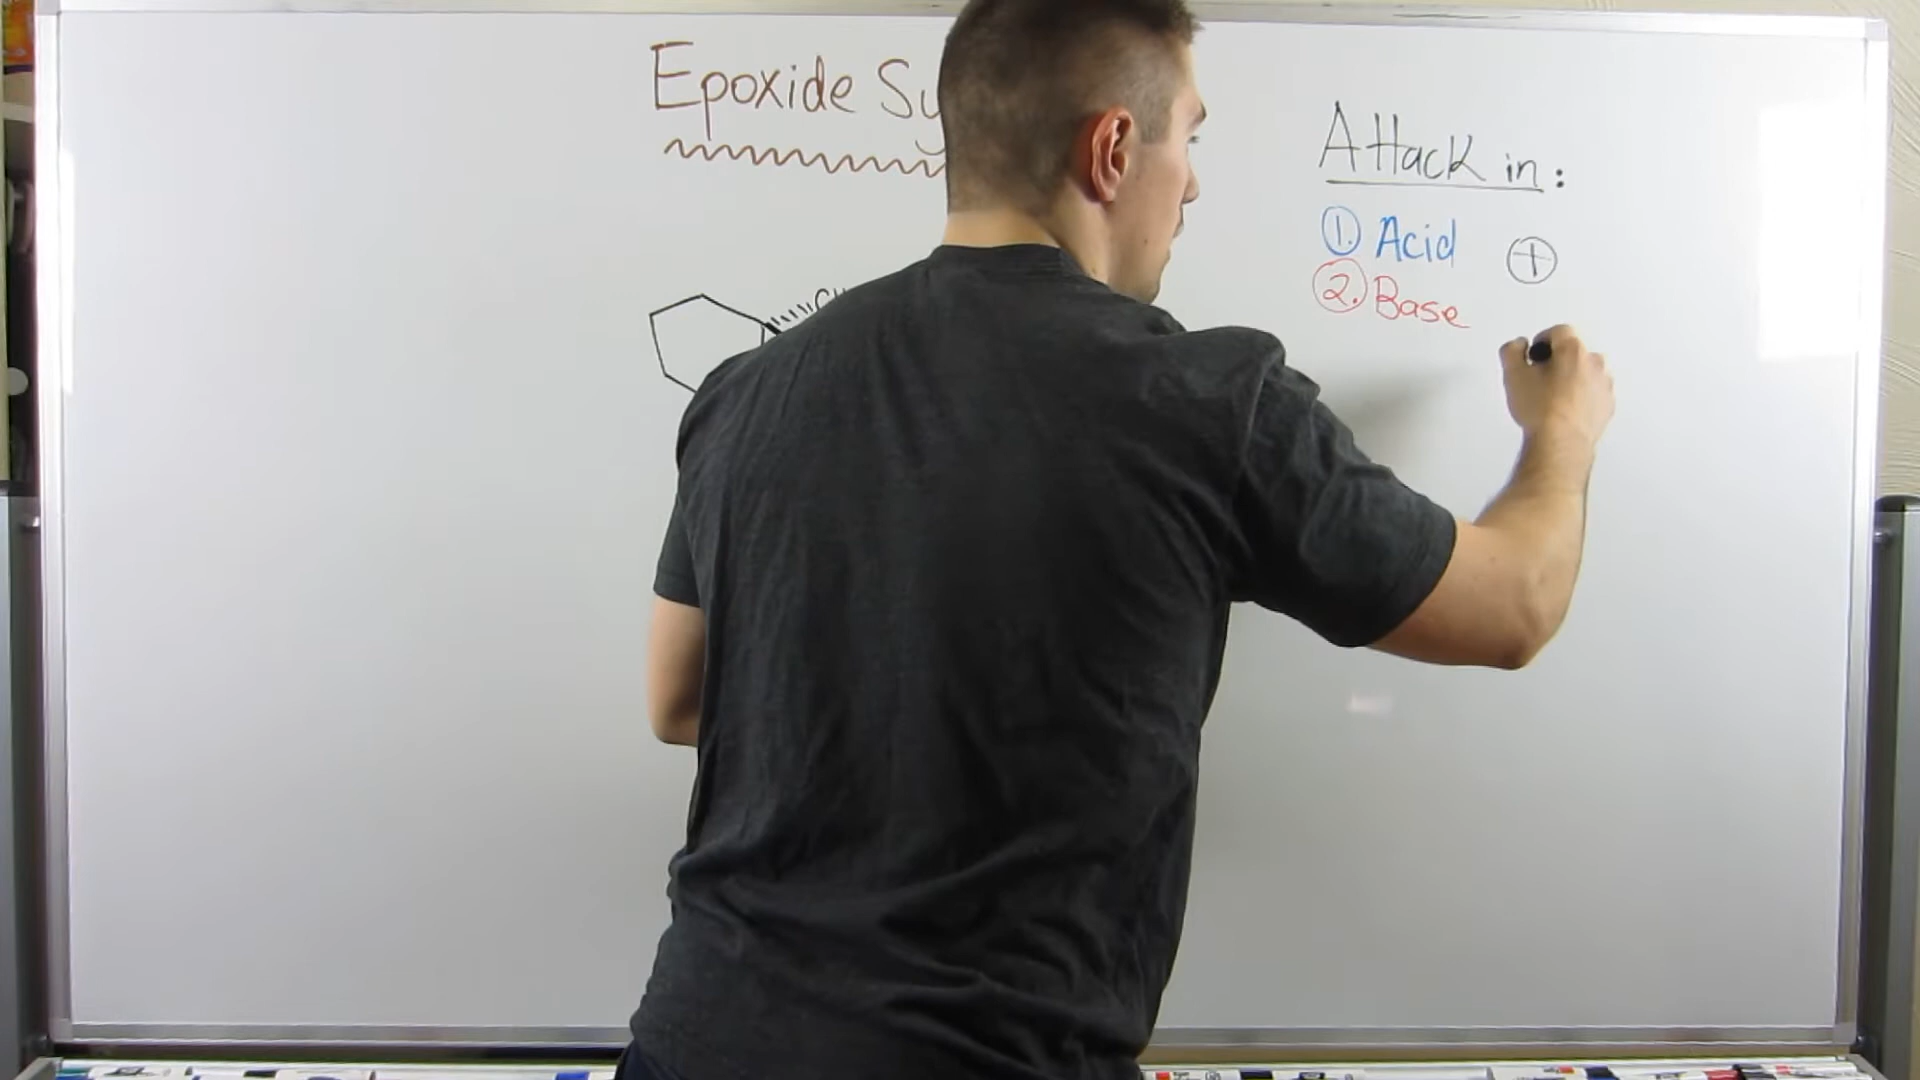 Epoxide Sy
Attack in:
1. Acid +
2. Base